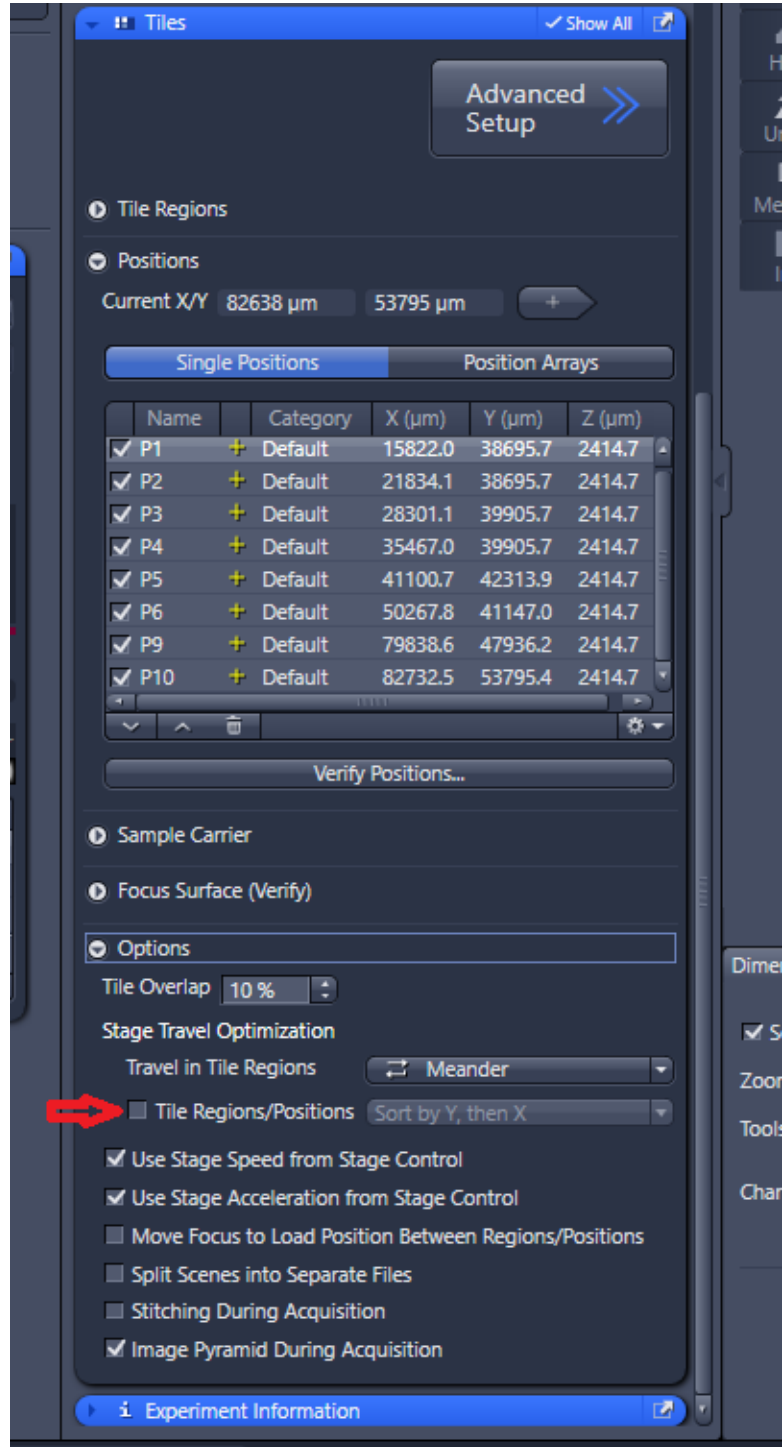 Tiles Show All
Advanced
Setup
Tile Regions
Positions
Current X/Y 82638 µm 53795 µm +
Single Positions Position Arrays
Name Category X (µm) Y (µm) Z (µm)
P1 Default 15822.0 38695.7 2414.7
P2 Default 21834.1 38695.7 2414.7
P3 Default 28301.1 39905.7 2414.7
P4 Default 35467.0 39905.7 2414.7
P5 Default 41100.7 42313.9 2414.7
P6 Default 50267.8 41147.0 2414.7
P9 Default 79838.6 47936.2 2414.7
P10 Default 82732.5 53795.4 2414.7
Verify Positions...
Sample Carrier
Focus Surface (Verify)
Options
Tile Overlap 10 %
Stage Travel Optimization
Travel in Tile Regions Meander
Tile Regions/Positions Sort by Y, then X
Use Stage Speed from Stage Control
Use Stage Acceleration from Stage Control
Move Focus to Load Position Between Regions/Positions
Split Scenes into Separate Files
Stitching During Acquisition
Image Pyramid During Acquisition
Experiment Information